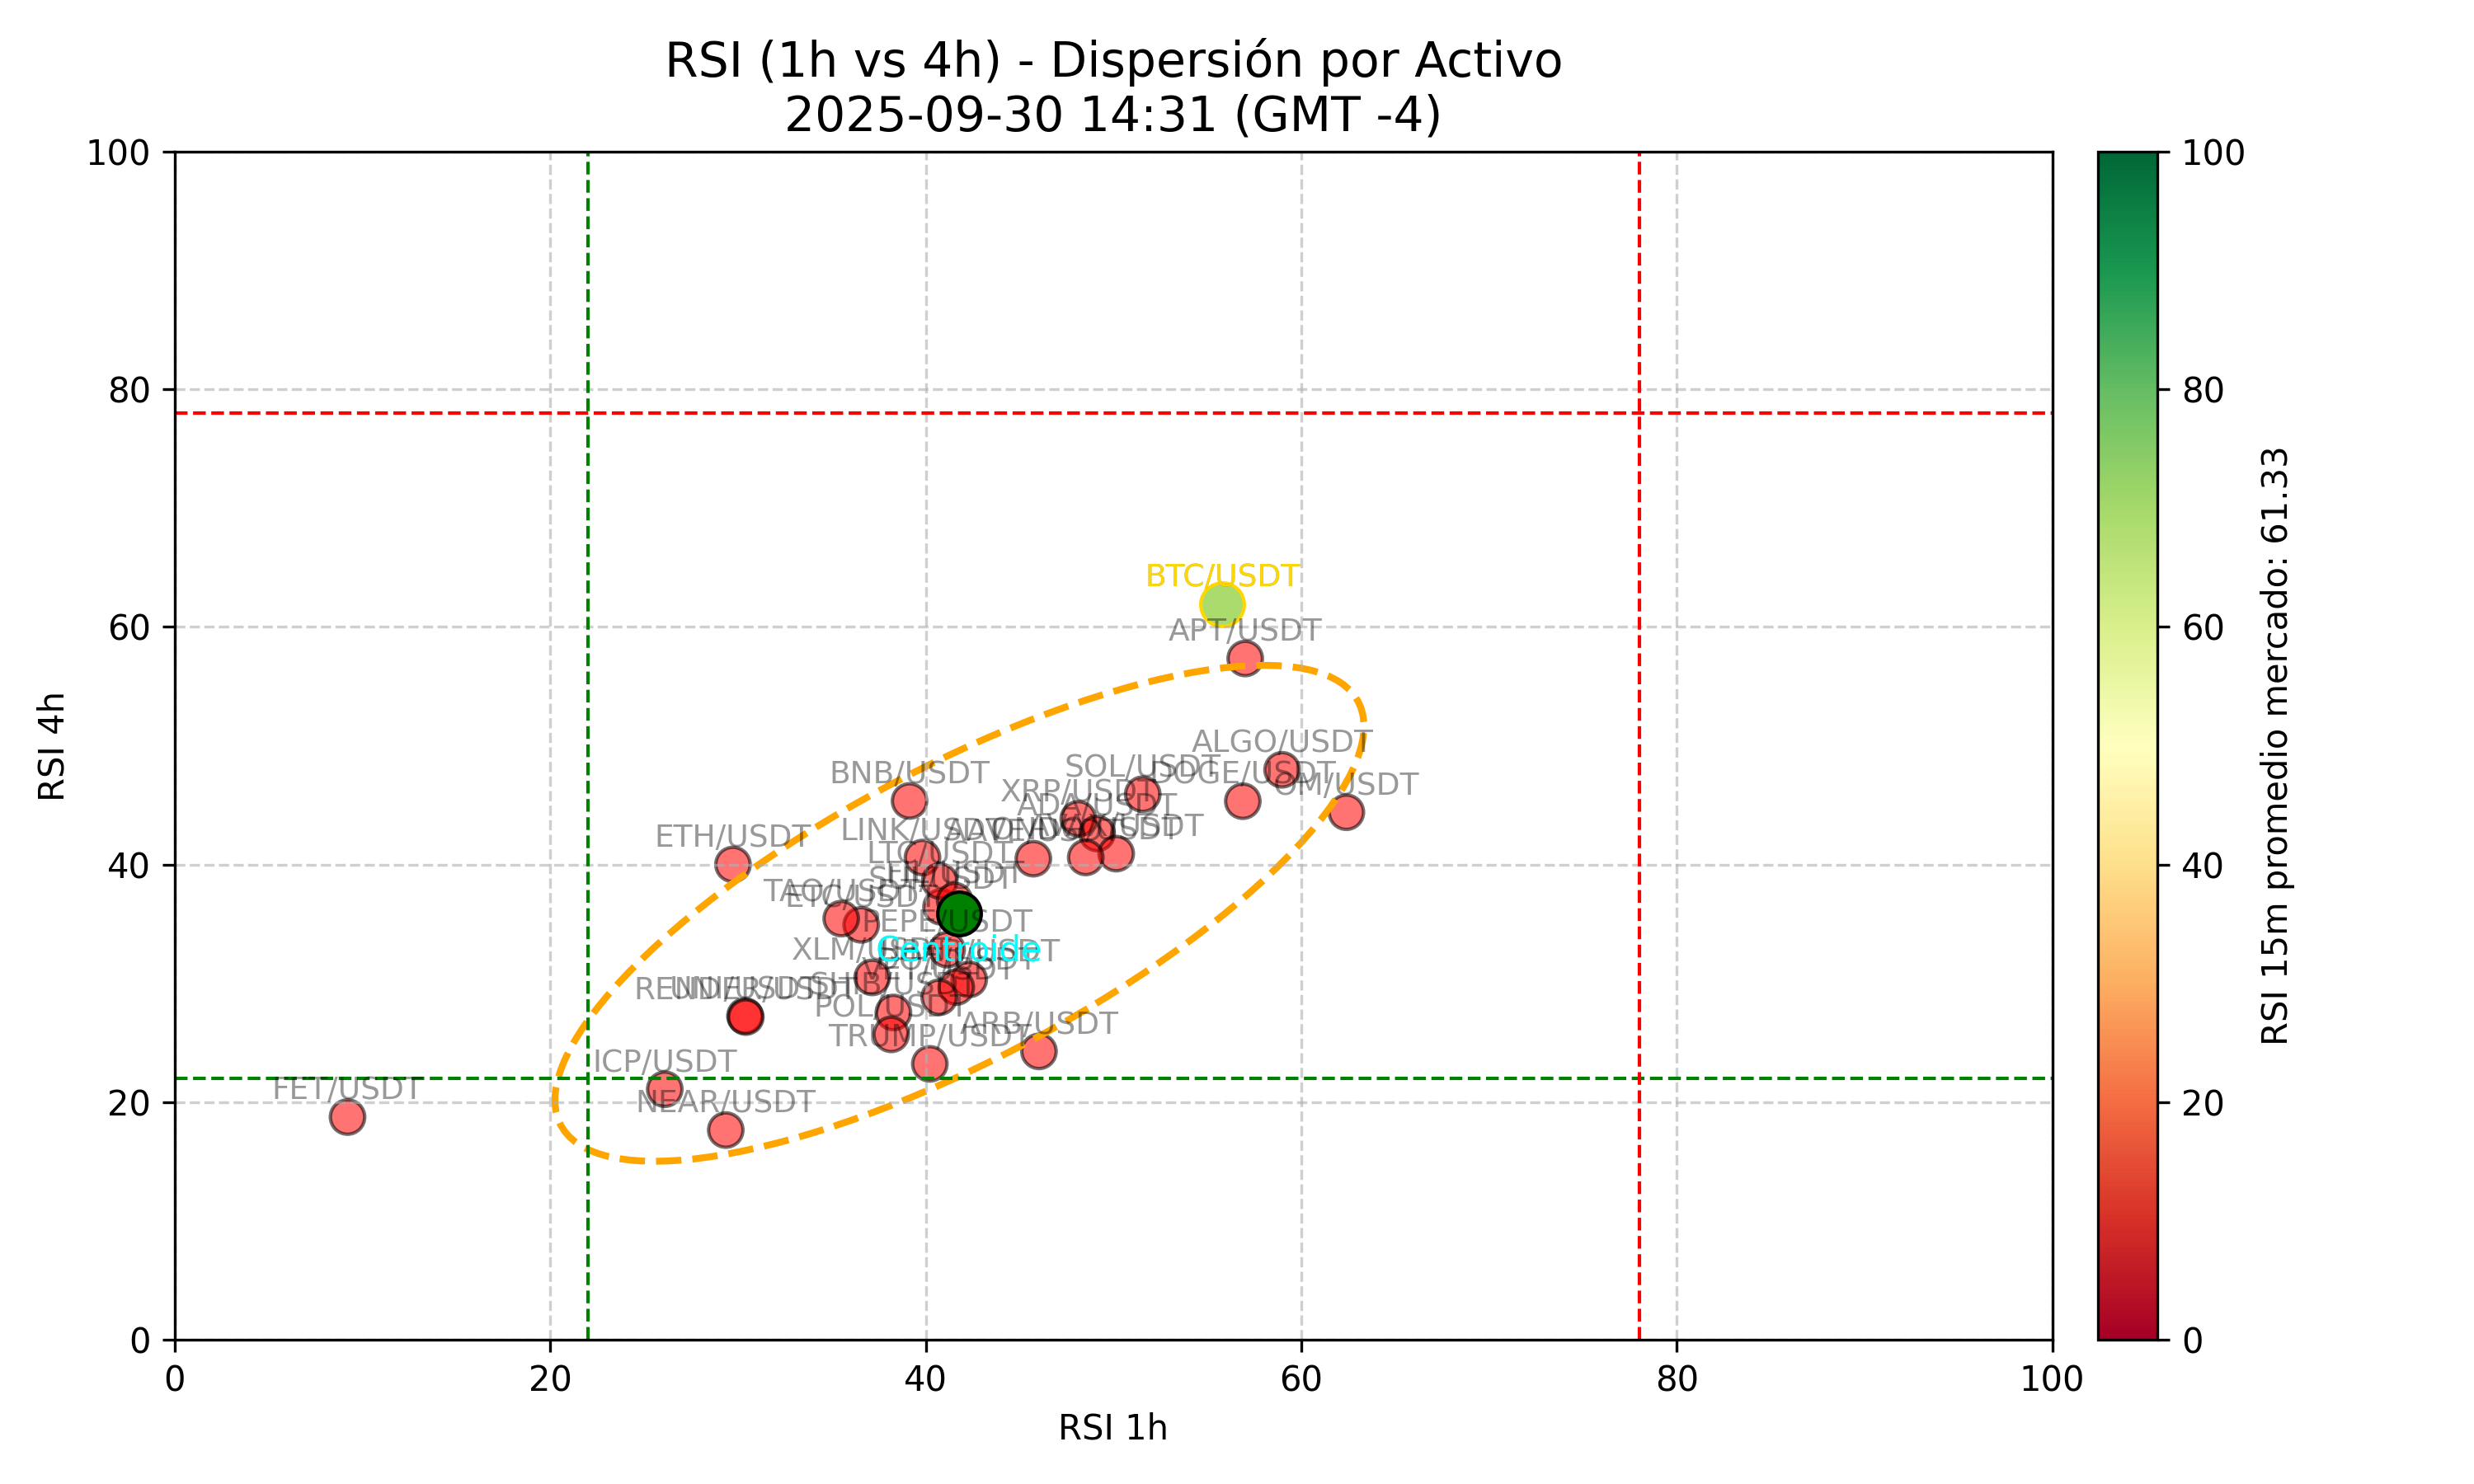 RSI (1h vs 4h) - Dispersión por Activo
2025-09-30 14:31 (GMT -4)
100
80
60
40
20
0
RSI 4h
0
20
40
60
80
100
RSI 1h
BTC/USDT
APT/USDT
ALGO/USDT
SOL/USDT
DOGE/USDT
OM/USDT
BNB/USDT
XRP/USDT
ADA/USDT
ETH/USDT
LINK/USDT
AAVE/USDT
LTC/USDT
TAO/USDT
ETC/USDT
PEPE/USDT
XLM/USDT
Centroide
RENDER/USDT
UNI/USDT
SHIB/USDT
POL/USDT
TRUMP/USDT
ARB/USDT
ICP/USDT
FET/USDT
NEAR/USDT
100
80
60
40
20
0
RSI 15m promedio mercado: 61.33